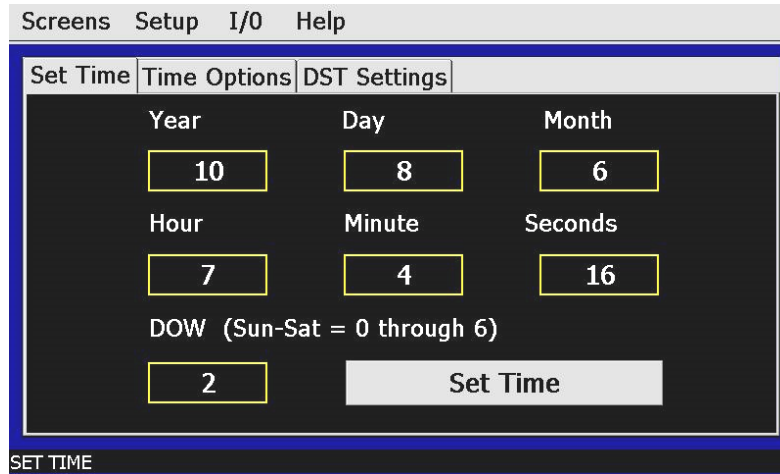 Screens Setup I/0 Help
Set Time Time Options DST Settings
Year Day Month
10 8 6
Hour Minute Seconds
7 4 16
DOW (Sun-Sat = 0 through 6)
2 Set Time
SET TIME